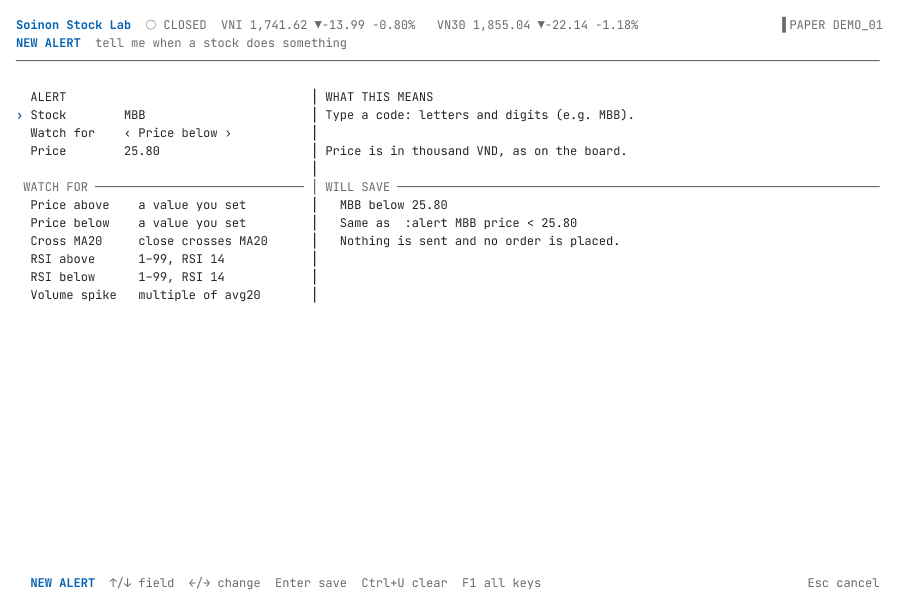 Soinon Stock Lab ○ CLOSED VNI 1,741.62 ▼-13.99 -0.80% VN30 1,855.04 ▼-22.14 -1.18% PAPER DEMO_01
NEW ALERT tell me when a stock does something
ALERT
› Stock MBB
Watch for ‹ Price below ›
Price 25.80
WHAT THIS MEANS
Type a code: letters and digits (e.g. MBB).
Price is in thousand VND, as on the board.
WATCH FOR
Price above a value you set
Price below a value you set
Cross MA20 close crosses MA20
RSI above 1–99, RSI 14
RSI below 1–99, RSI 14
Volume spike multiple of avg20
WILL SAVE
MBB below 25.80
Same as :alert MBB price < 25.80
Nothing is sent and no order is placed.
NEW ALERT ↑/↓ field ←/→ change Enter save Ctrl+U clear F1 all keys Esc cancel